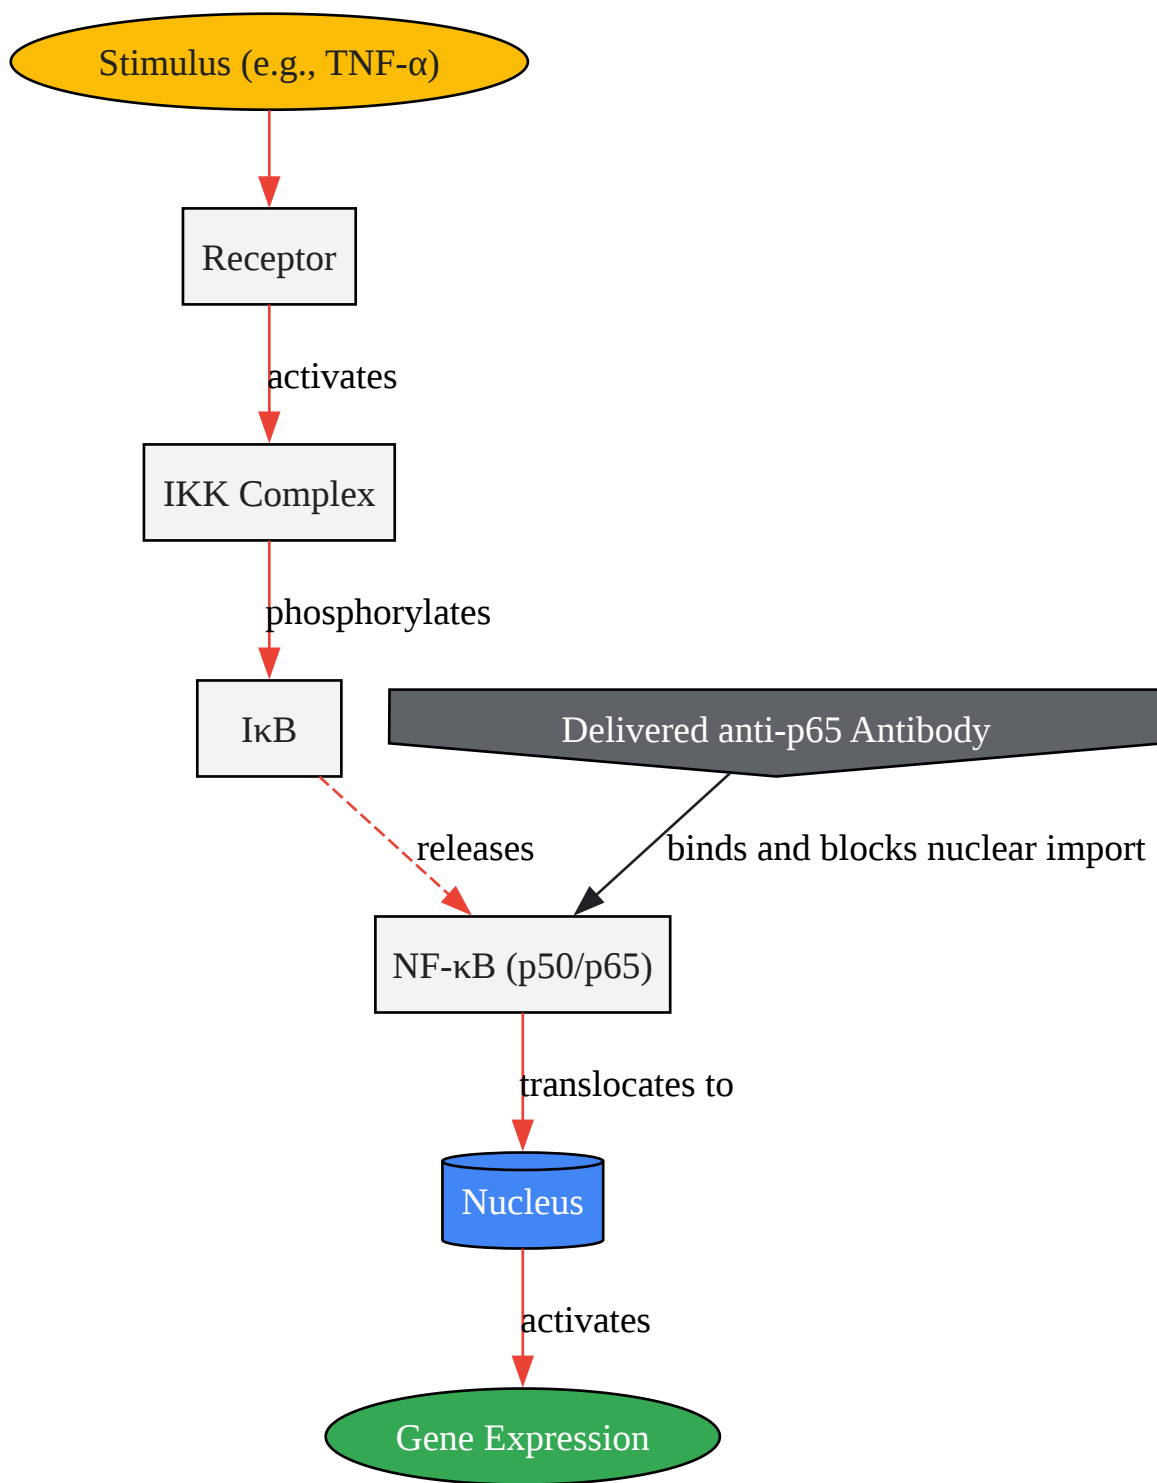 Stimulus (e.g., TNF-α)
Receptor
activates
IKK Complex
phosphorylates
IκB
Delivered anti-p65 Antibody
releases
binds and blocks nuclear import
NF-κB (p50/p65)
translocates to
Nucleus
activates
Gene Expression